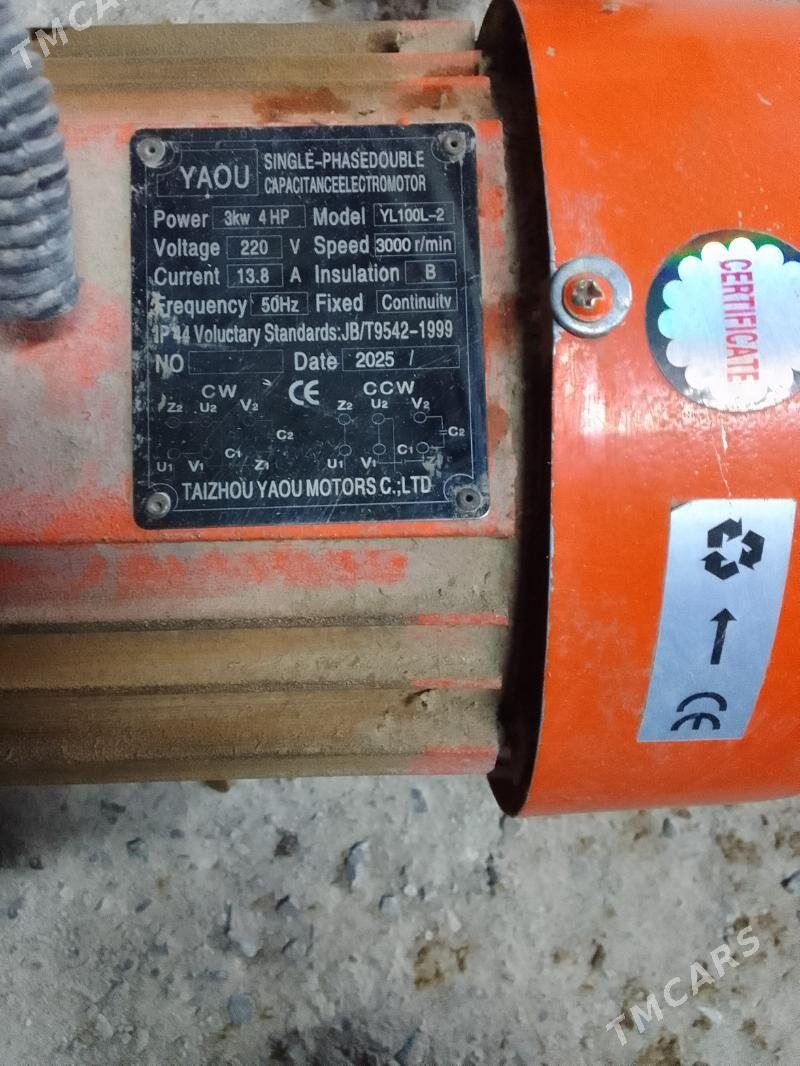 TMCARS
YAOU
SINGLE-PHASEDOUBLE
CAPACITANCEELECTROMOTOR
Power 3kw 4 HP Model YL100L-2
Voltage 220 V Speed 3000 r/min
Current 13.8 A Insulation B
Frequency 50Hz Fixed Continuitv
IP44 Voluctary Standards:JB/T9542-1999
NO Date 2025 /
CW CE CCW
Z2 U2 V2 Z2 U2 V2
C2 C2
U1 V1 C1 Z1 U1 V1 C1
TAIZHOU YAOU MOTORS C.,LTD
CERTIFICATE
CE
TMCARS